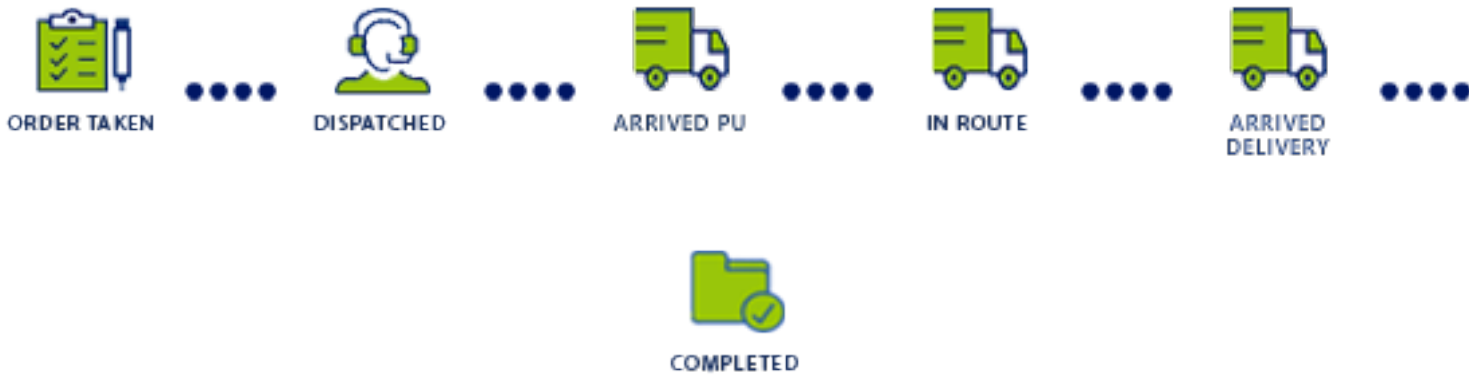 ORDER TAKEN
DISPATCHED
ARRIVED PU
IN ROUTE
ARRIVED
DELIVERY
COMPLETED